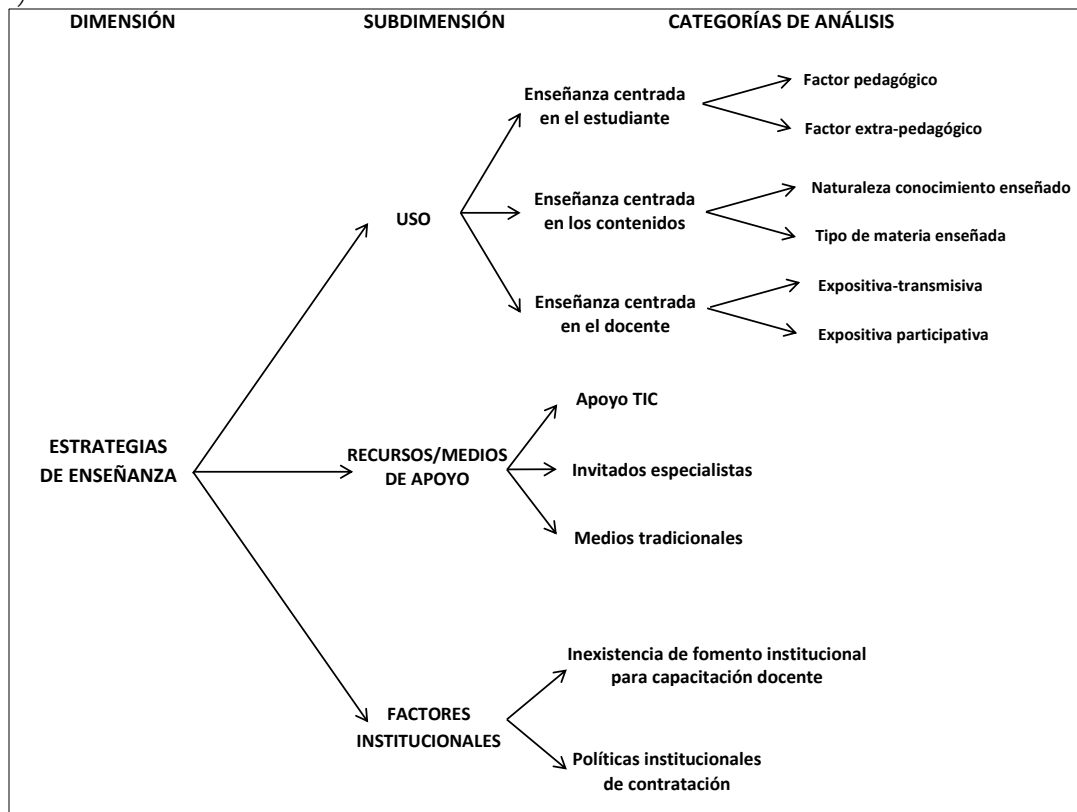 )
DIMENSIÓN SUBDIMENSIÓN CATEGORÍAS DE ANÁLISIS
Enseñanza centrada
en el estudiante
Factor pedagógico
Factor extra-pedagógico
USO
Enseñanza centrada
en los contenidos
Naturaleza conocimiento enseñado
Tipo de materia enseñada
Enseñanza centrada
en el docente
Expositiva-transmisiva
Expositiva participativa
ESTRATEGIAS
DE ENSEÑANZA
RECURSOS/MEDIOS
DE APOYO
Apoyo TIC
Invitados especialistas
Medios tradicionales
FACTORES
INSTITUCIONALES
Inexistencia de fomento institucional
para capacitación docente
Políticas institucionales
de contratación